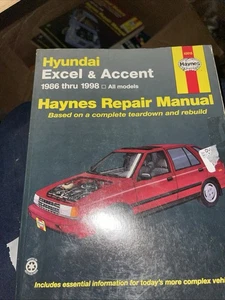 Hyundai
Excel & Accent
1986 thru 1998 □ All models
Haynes
Haynes Repair Manual
Based on a complete teardown and rebuild
Includes essential information for today's more complex vehi